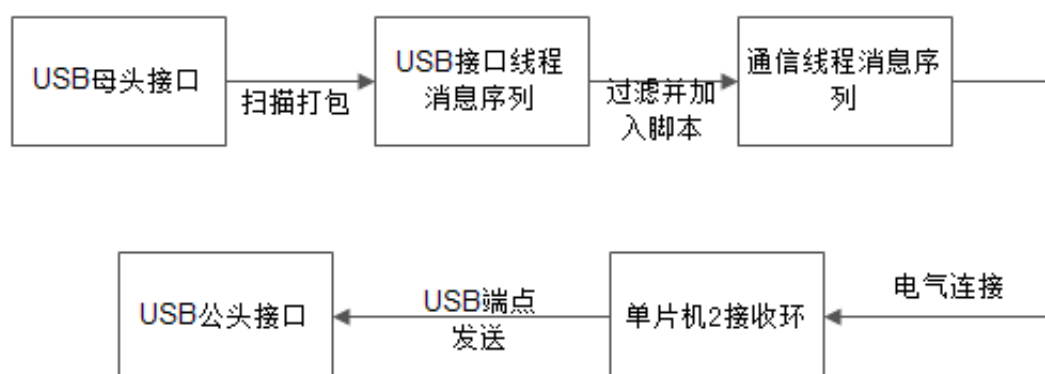 USB母头接口
扫描打包
USB接口线程
消息序列
过滤并加
入脚本
通信线程消息序
列
USB公头接口
USB端点
发送
单片机2接收环
电气连接